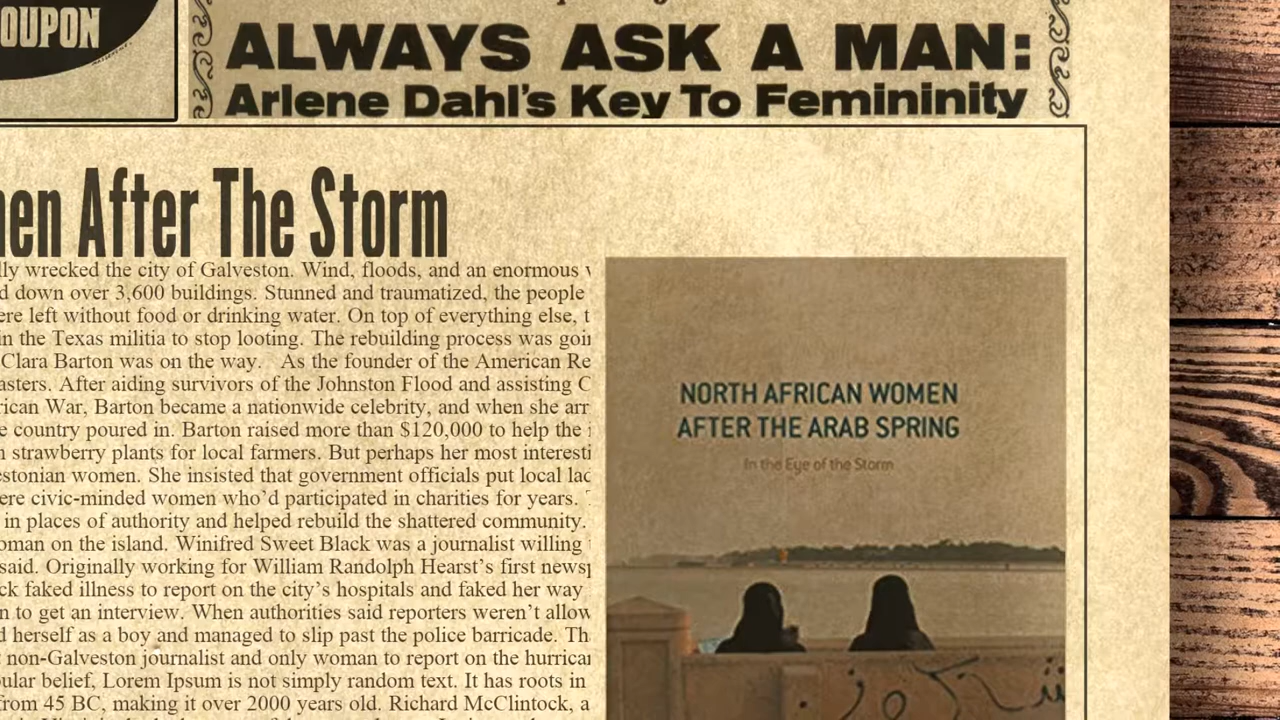 OUPON
ALWAYS ASK A MAN:
Arlene Dahl's Key To Femininity
en After The Storm
lly wrecked the city of Galveston. Wind, floods, and an enormous
d down over 3,600 buildings. Stunned and traumatized, the people
ere left without food or drinking water. On top of everything else, t
in the Texas militia to stop looting. The rebuilding process was goi
Clara Barton was on the way. As the founder of the American Re
asters. After aiding survivors of the Johnston Flood and assisting C
rican War, Barton became a nationwide celebrity, and when she arr
e country poured in. Barton raised more than $120,000 to help the
n strawberry plants for local farmers. But perhaps her most interesti
estonian women. She insisted that government officials put local lad
ere civic-minded women who'd participated in charities for years.
in places of authority and helped rebuild the shattered community.
oman on the island. Winifred Sweet Black was a journalist willing
said. Originally working for William Randolph Hearst's first newsp
ck faked illness to report on the city's hospitals and faked her way
n to get an interview. When authorities said reporters weren't allow
d herself as a boy and managed to slip past the police barricade. Th
non-Galveston journalist and only woman to report on the hurrican
ular belief, Lorem Ipsum is not simply random text. It has roots in
from 45 BC, making it over 2000 years old. Richard McClintock, a
NORTH AFRICAN WOMEN
AFTER THE ARAB SPRING
In the Eye of the Storm